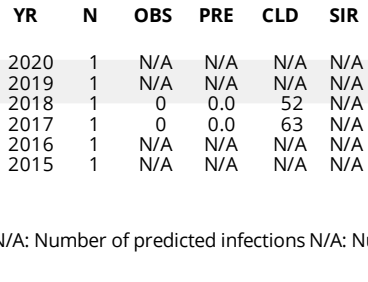 YR N OBS PRE CLD SIR
2020 1 N/A N/A N/A N/A
2019 1 N/A N/A N/A N/A
2018 1 0 0.0 52 N/A
2017 1 0 0.0 63 N/A
2016 1 N/A N/A N/A N/A
2015 1 N/A N/A N/A N/A
N/A: Number of predicted infections N/A: Nu